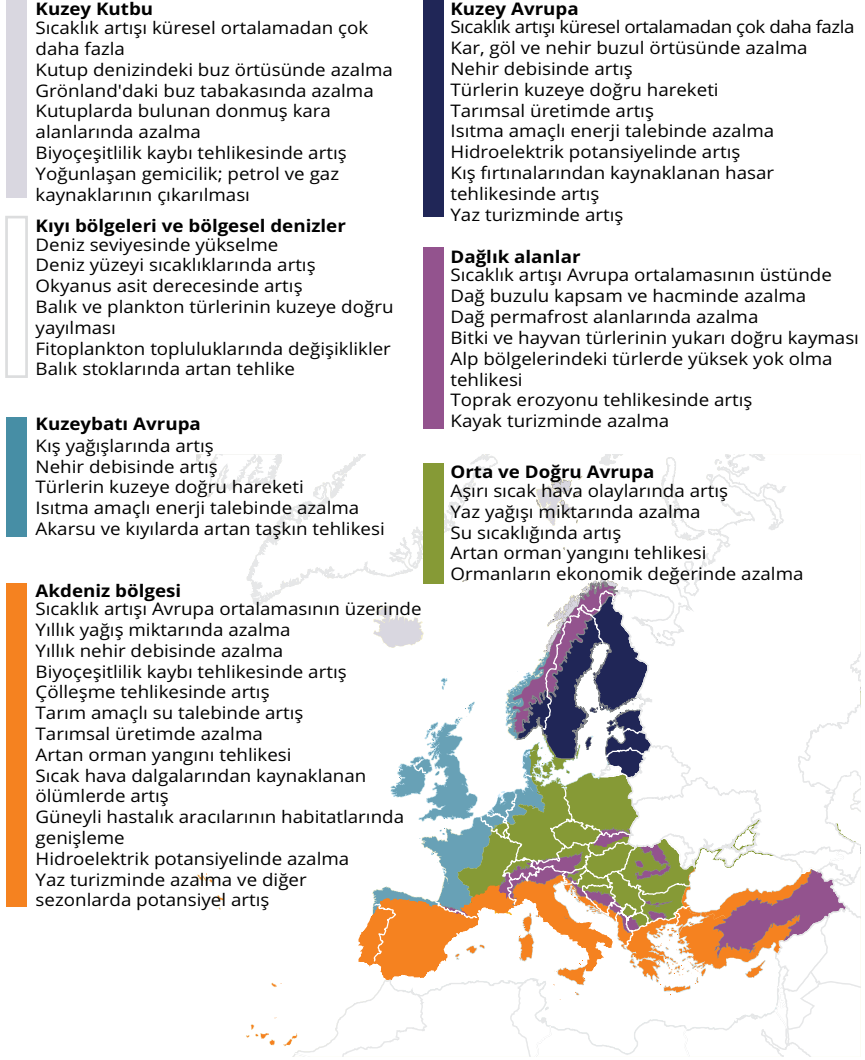 Kuzey Kutbu
Sıcaklık artışı küresel ortalamadan çok
daha fazla
Kutup denizindeki buz örtüsünde azalma
Grönland'daki buz tabakasında azalma
Kutuplarda bulunan donmuş kara
alanlarında azalma
Biyoçeşitlilik kaybı tehlikesinde artış
Yoğunlaşan gemicilik; petrol ve gaz
kaynaklarının çıkarılması
Kıyı bölgeleri ve bölgesel denizler
Deniz seviyesinde yükselme
Deniz yüzeyi sıcaklıklarında artış
Okyanus asit derecesinde artış
Balık ve plankton türlerinin kuzeye doğru
yayılması
Fitoplankton topluluklarında değişiklikler
Balık stoklarında artan tehlike
Kuzeybatı Avrupa
Kış yağışlarında artış
Nehir debisinde artış
Türlerin kuzeye doğru hareketi
Isıtma amaçlı enerji talebinde azalma
Akarsu ve kıyılarda artan taşkın tehlikesi
Akdeniz bölgesi
Sıcaklık artışı Avrupa ortalamasının üzerinde
Yıllık yağış miktarında azalma
Yıllık nehir debisinde azalma
Biyoçeşitlilik kaybı tehlikesinde artış
Çölleşme tehlikesinde artış
Tarım amaçlı su talebinde artış
Tarımsal üretimde azalma
Artan orman yangını tehlikesi
Sıcak hava dalgalarından kaynaklanan
ölümlerde artış
Güneyli hastalık aracılarının habitatlarında
genişleme
Hidroelektrik potansiyelinde azalma
Yaz turizminde azalma ve diğer
sezonlarda potansiyel artış
Kuzey Avrupa
Sıcaklık artışı küresel ortalamadan çok daha fazla
Kar, göl ve nehir buzul örtüsünde azalma
Nehir debisinde artış
Türlerin kuzeye doğru hareketi
Tarımsal üretimde artış
Isıtma amaçlı enerji talebinde azalma
Hidroelektrik potansiyelinde artış
Kış fırtınalarından kaynaklanan hasar
tehlikesinde artış
Yaz turizminde artış
Dağlık alanlar
Sıcaklık artışı Avrupa ortalamasının üstünde
Dağ buzulu kapsam ve hacminde azalma
Dağ permafrost alanlarında azalma
Bitki ve hayvan türlerinin yukarı doğru kayması
Alp bölgelerindeki türlerde yüksek yok olma
tehlikesi
Toprak erozyonu tehlikesinde artış
Kayak turizminde azalma
Orta ve Doğru Avrupa
Aşırı sıcak hava olaylarında artış
Yaz yağışı miktarında azalma
Su sıcaklığında artış
Artan orman yangını tehlikesi
Ormanların ekonomik değerinde azalma